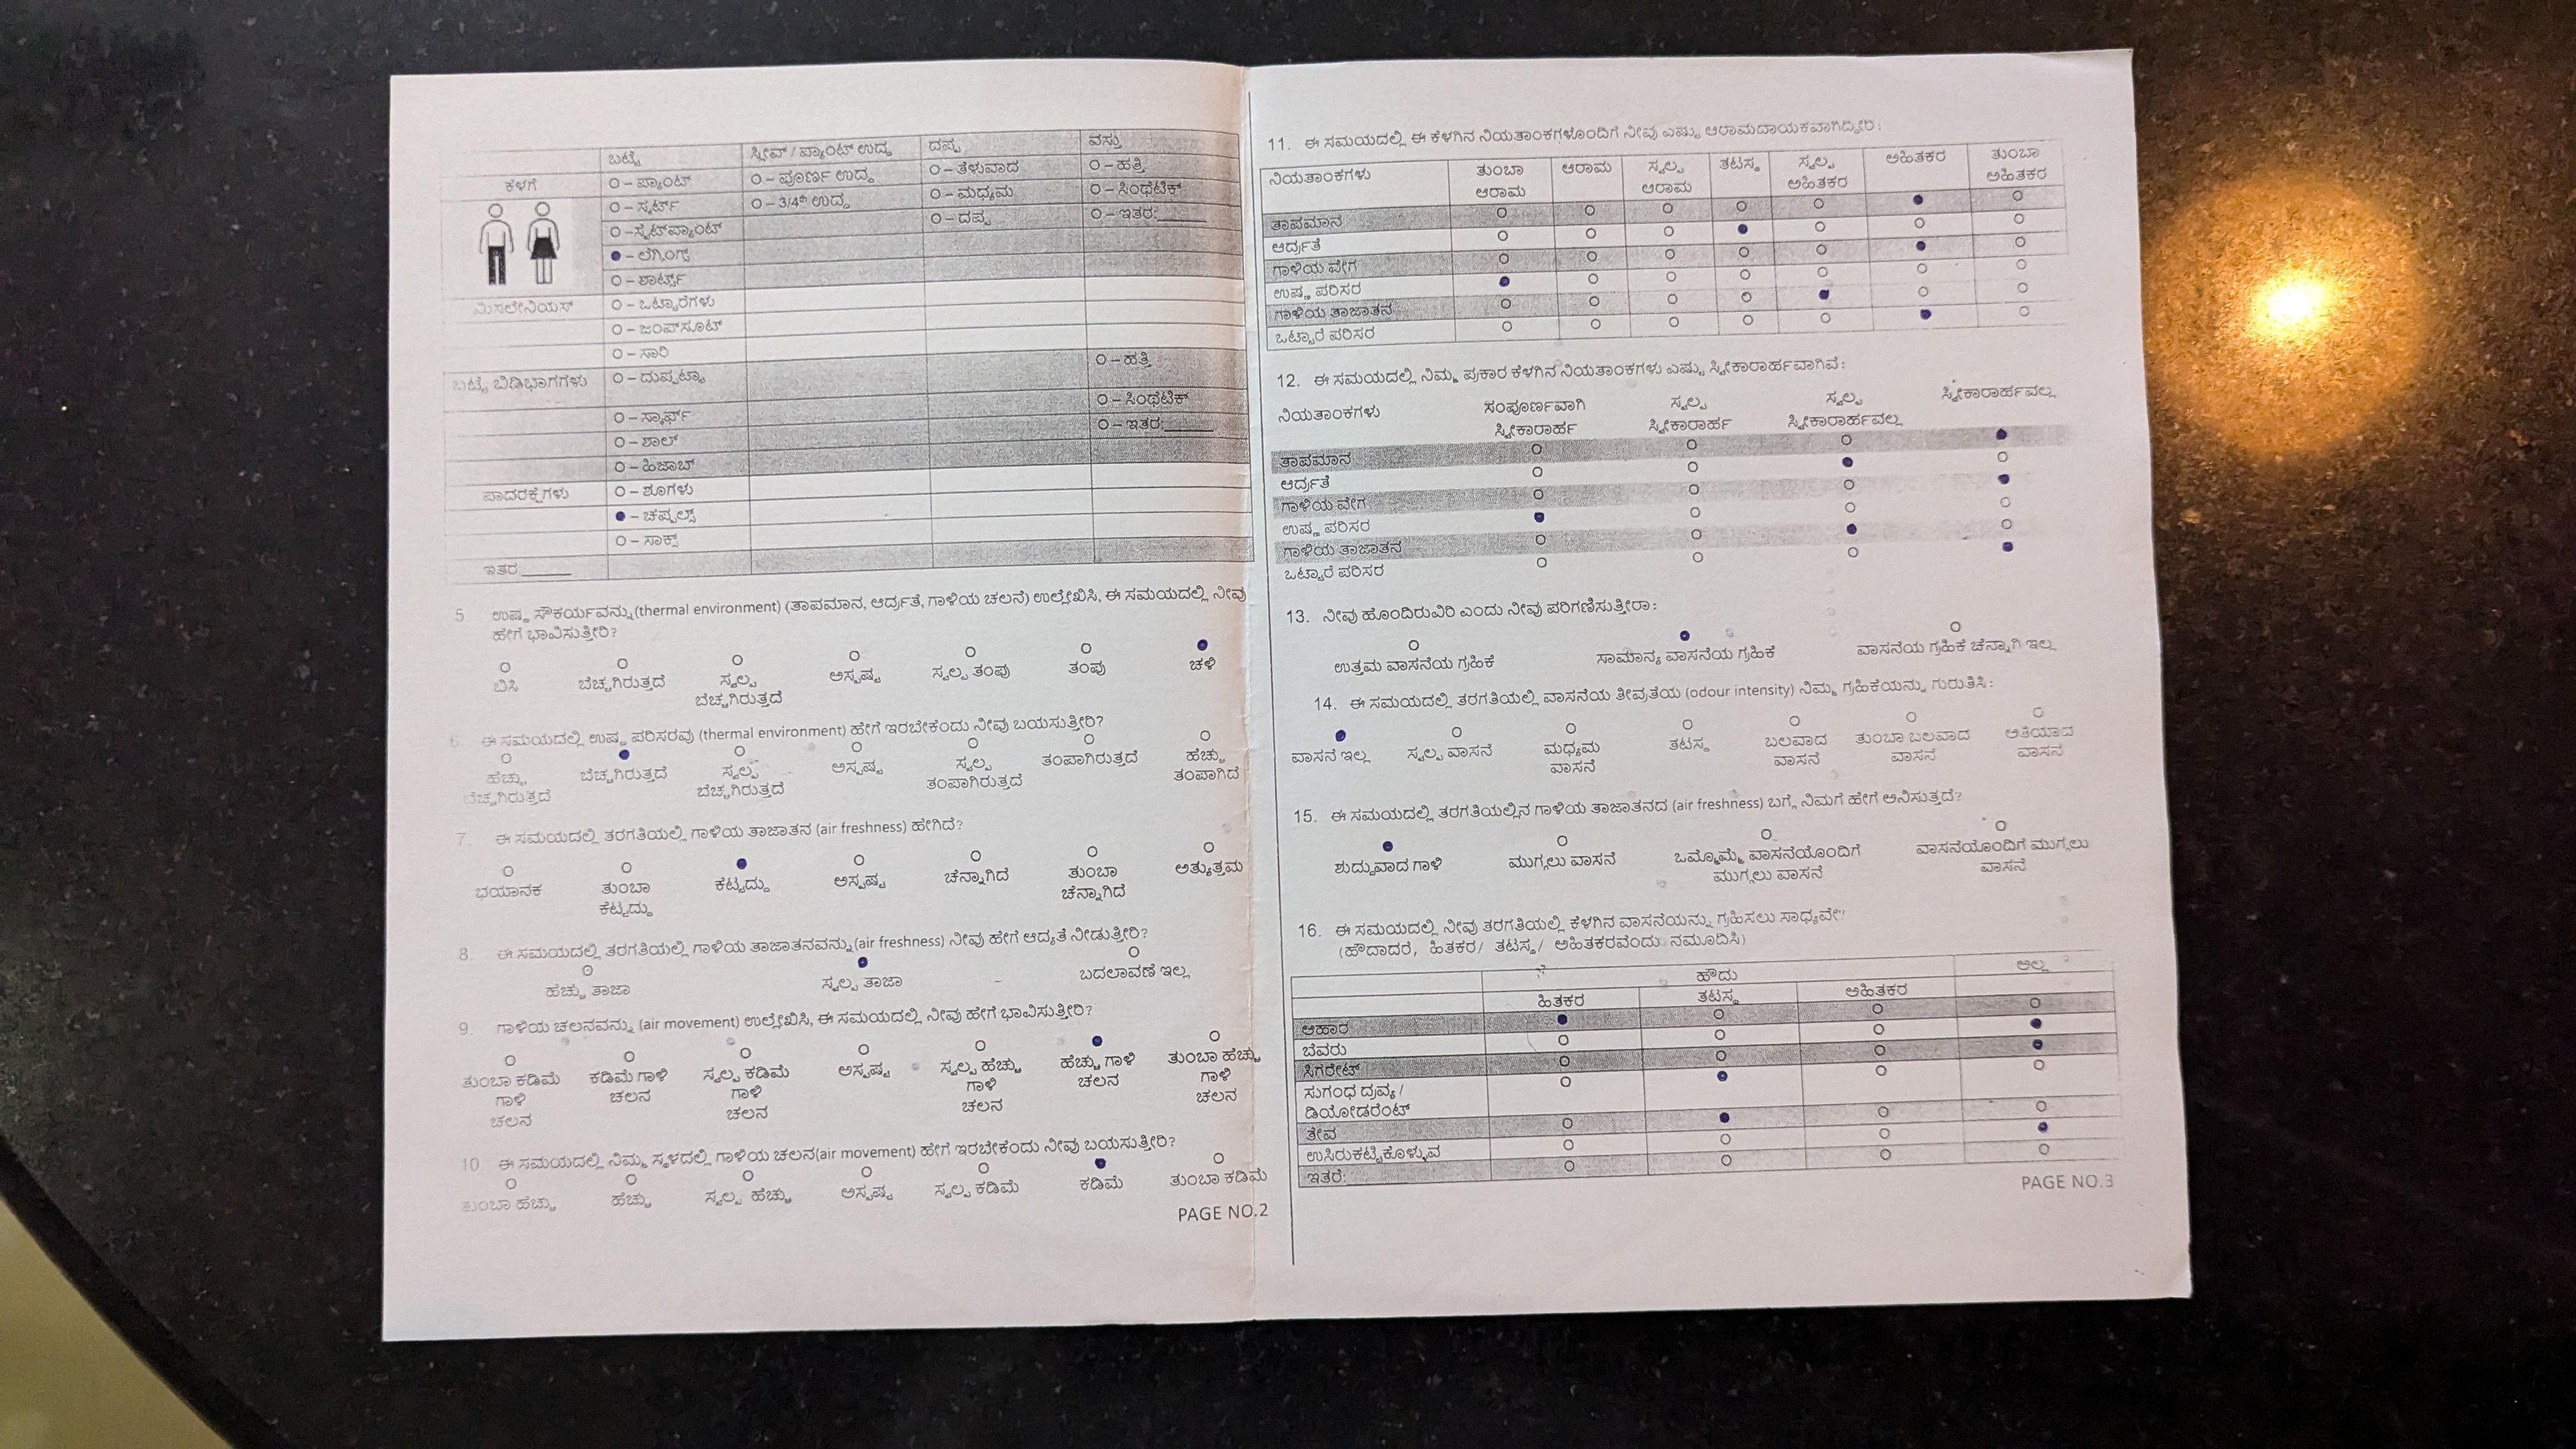 ಬಟ್ಟೆ ಸ್ಲೀವ್ / ಪ್ಯಾಂಟ್ ಉದ್ದ ದಪ್ಪ ವಸ್ತು
ಕೆಳಗೆ O – ಪ್ಯಾಂಟ್ O – ಪೂರ್ಣ ಉದ್ದ O – ತೆಳುವಾದ O – ಹತ್ತಿ
O – ಸ್ಕರ್ಟ್ O – 3/4th ಉದ್ದ O – ಮಧ್ಯಮ O – ಸಿಂಥೆಟಿಕ್
O – ಸ್ವೆಟ್‌ಪ್ಯಾಂಟ್ O – ದಪ್ಪ O – ಇತರ:______
● – ಲೆಗ್ಗಿಂಗ್ಸ್
O – ಶಾರ್ಟ್ಸ್
ಮಿಸಲೇನಿಯಸ್ O – ಒಟ್ಟಾರೆಗಳು
O – ಜಂಪ್‌ಸೂಟ್
O – ಸಾರಿ
ಬಟ್ಟೆ ಬಿಡಿಭಾಗಗಳು O – ದುಪ್ಪಟ್ಟಾ O – ಹತ್ತಿ
O – ಸ್ಕಾರ್ಫ್ O – ಸಿಂಥೆಟಿಕ್
O – ಶಾಲ್ O – ಇತರ:______
O – ಹಿಜಾಬ್
ಪಾದರಕ್ಷೆಗಳು O – ಶೂಗಳು
● – ಚಪ್ಪಲ್ಸ್
O – ಸಾಕ್ಸ್
ಇತರ:______
5 ಉಷ್ಣ ಸೌಕರ್ಯವನ್ನು (thermal environment) (ತಾಪಮಾನ, ಆರ್ದ್ರತೆ, ಗಾಳಿಯ ಚಲನೆ) ಉಲ್ಲೇಖಿಸಿ, ಈ ಸಮಯದಲ್ಲಿ ನೀವು
ಹೇಗೆ ಭಾವಿಸುತ್ತೀರಿ?
O O O O O O ●
ಬಿಸಿ ಬೆಚ್ಚಗಿರುತ್ತದೆ ಸ್ವಲ್ಪ ಅಸ್ಪಷ್ಟ ಸ್ವಲ್ಪ ತಂಪು ತಂಪು ಚಳಿ
ಬೆಚ್ಚಗಿರುತ್ತದೆ
6. ಈ ಸಮಯದಲ್ಲಿ ಉಷ್ಣ ಪರಿಸರವು (thermal environment) ಹೇಗೆ ಇರಬೇಕೆಂದು ನೀವು ಬಯಸುತ್ತೀರಿ?
O ● O O O O O
ಹೆಚ್ಚು ಬೆಚ್ಚಗಿರುತ್ತದೆ ಸ್ವಲ್ಪ ಅಸ್ಪಷ್ಟ ಸ್ವಲ್ಪ ತಂಪಾಗಿರುತ್ತದೆ ಹೆಚ್ಚು
ಬೆಚ್ಚಗಿರುತ್ತದೆ ಬೆಚ್ಚಗಿರುತ್ತದೆ ತಂಪಾಗಿರುತ್ತದೆ ತಂಪಾಗಿದೆ
7. ಈ ಸಮಯದಲ್ಲಿ ತರಗತಿಯಲ್ಲಿ ಗಾಳಿಯ ತಾಜಾತನ (air freshness) ಹೇಗಿದೆ?
O O ● O O O O
ಭಯಾನಕ ತುಂಬಾ ಕೆಟ್ಟದ್ದು ಅಸ್ಪಷ್ಟ ಚೆನ್ನಾಗಿದೆ ತುಂಬಾ ಅತ್ಯುತ್ತಮ
ಕೆಟ್ಟದ್ದು ಚೆನ್ನಾಗಿದೆ
8. ಈ ಸಮಯದಲ್ಲಿ ತರಗತಿಯಲ್ಲಿ ಗಾಳಿಯ ತಾಜಾತನವನ್ನು (air freshness) ನೀವು ಹೇಗೆ ಆದ್ಯತೆ ನೀಡುತ್ತೀರಿ?
O ● O
ಹೆಚ್ಚು ತಾಜಾ ಸ್ವಲ್ಪ ತಾಜಾ ಬದಲಾವಣೆ ಇಲ್ಲ
9. ಗಾಳಿಯ ಚಲನವನ್ನು (air movement) ಉಲ್ಲೇಖಿಸಿ, ಈ ಸಮಯದಲ್ಲಿ ನೀವು ಹೇಗೆ ಭಾವಿಸುತ್ತೀರಿ?
O O O O O ● O
ತುಂಬಾ ಕಡಿಮೆ ಕಡಿಮೆ ಗಾಳಿ ಸ್ವಲ್ಪ ಕಡಿಮೆ ಅಸ್ಪಷ್ಟ ಸ್ವಲ್ಪ ಹೆಚ್ಚು ಹೆಚ್ಚು ಗಾಳಿ ತುಂಬಾ ಹೆಚ್ಚು
ಗಾಳಿ ಚಲನ ಗಾಳಿ ಗಾಳಿ ಚಲನ ಗಾಳಿ
ಚಲನ ಚಲನ ಚಲನ ಚಲನ
10 ಈ ಸಮಯದಲ್ಲಿ ನಿಮ್ಮ ಸ್ಥಳದಲ್ಲಿ ಗಾಳಿಯ ಚಲನ(air movement) ಹೇಗೆ ಇರಬೇಕೆಂದು ನೀವು ಬಯಸುತ್ತೀರಿ?
O O O O O ● O
ತುಂಬಾ ಹೆಚ್ಚು ಹೆಚ್ಚು ಸ್ವಲ್ಪ ಹೆಚ್ಚು ಅಸ್ಪಷ್ಟ ಸ್ವಲ್ಪ ಕಡಿಮೆ ಕಡಿಮೆ ತುಂಬಾ ಕಡಿಮೆ
PAGE NO.2
11. ಈ ಸಮಯದಲ್ಲಿ ಈ ಕೆಳಗಿನ ನಿಯತಾಂಕಗಳೊಂದಿಗೆ ನೀವು ಎಷ್ಟು ಆರಾಮದಾಯಕವಾಗಿದ್ದೀರಿ:
ನಿಯತಾಂಕಗಳು ತುಂಬಾ ಆರಾಮ ಸ್ವಲ್ಪ ತಟಸ್ಥ ಸ್ವಲ್ಪ ಅಹಿತಕರ ತುಂಬಾ
ಆರಾಮ ಆರಾಮ ಅಹಿತಕರ ಅಹಿತಕರ
ತಾಪಮಾನ O O O O O ● O
ಆರ್ದ್ರತೆ O O O ● O O O
ಗಾಳಿಯ ವೇಗ O O O O O ● O
ಉಷ್ಣ ಪರಿಸರ ● O O O O O O
ಗಾಳಿಯ ತಾಜಾತನ O O O O ● O O
ಒಟ್ಟಾರೆ ಪರಿಸರ O O O O O ● O
12. ಈ ಸಮಯದಲ್ಲಿ ನಿಮ್ಮ ಪ್ರಕಾರ ಕೆಳಗಿನ ನಿಯತಾಂಕಗಳು ಎಷ್ಟು ಸ್ವೀಕಾರಾರ್ಹವಾಗಿವೆ:
ನಿಯತಾಂಕಗಳು ಸಂಪೂರ್ಣವಾಗಿ ಸ್ವಲ್ಪ ಸ್ವಲ್ಪ ಸ್ವೀಕಾರಾರ್ಹವಲ್ಲ
ಸ್ವೀಕಾರಾರ್ಹ ಸ್ವೀಕಾರಾರ್ಹ ಸ್ವೀಕಾರಾರ್ಹವಲ್ಲ
ತಾಪಮಾನ O O O ●
ಆರ್ದ್ರತೆ O O ● O
ಗಾಳಿಯ ವೇಗ O O O ●
ಉಷ್ಣ ಪರಿಸರ ● O O O
ಗಾಳಿಯ ತಾಜಾತನ O O ● O
ಒಟ್ಟಾರೆ ಪರಿಸರ O O O ●
13. ನೀವು ಹೊಂದಿರುವಿರಿ ಎಂದು ನೀವು ಪರಿಗಣಿಸುತ್ತೀರಾ:
O ● O
ಉತ್ತಮ ವಾಸನೆಯ ಗ್ರಹಿಕೆ ಸಾಮಾನ್ಯ ವಾಸನೆಯ ಗ್ರಹಿಕೆ ವಾಸನೆಯ ಗ್ರಹಿಕೆ ಚೆನ್ನಾಗಿ ಇಲ್ಲ
14. ಈ ಸಮಯದಲ್ಲಿ ತರಗತಿಯಲ್ಲಿ ವಾಸನೆಯ ತೀವ್ರತೆಯ (odour intensity) ನಿಮ್ಮ ಗ್ರಹಿಕೆಯನ್ನು ಗುರುತಿಸಿ:
● O O O O O O
ವಾಸನೆ ಇಲ್ಲ ಸ್ವಲ್ಪ ವಾಸನೆ ಮಧ್ಯಮ ತಟಸ್ಥ ಬಲವಾದ ತುಂಬಾ ಬಲವಾದ ಅತಿಯಾದ
ವಾಸನೆ ವಾಸನೆ ವಾಸನೆ ವಾಸನೆ
15. ಈ ಸಮಯದಲ್ಲಿ ತರಗತಿಯಲ್ಲಿನ ಗಾಳಿಯ ತಾಜಾತನದ (air freshness) ಬಗ್ಗೆ ನಿಮಗೆ ಹೇಗೆ ಅನಿಸುತ್ತದೆ?
● O O O
ಶುದ್ಧುವಾದ ಗಾಳಿ ಮುಗ್ಗಲು ವಾಸನೆ ಒಮ್ಮೊಮ್ಮೆ ವಾಸನೆಯೊಂದಿಗೆ ವಾಸನೆಯೊಂದಿಗೆ ಮುಗ್ಗಲು
ಮುಗ್ಗಲು ವಾಸನೆ ವಾಸನೆ
16. ಈ ಸಮಯದಲ್ಲಿ ನೀವು ತರಗತಿಯಲ್ಲಿ ಕೆಳಗಿನ ವಾಸನೆಯನ್ನು ಗ್ರಹಿಸಲು ಸಾಧ್ಯವೇ?
(ಹೌದಾದರೆ, ಹಿತಕರ/ ತಟಸ್ಥ/ ಅಹಿತಕರವೆಂದು ನಮೂದಿಸಿ)
ಹೌದು ಅಲ್ಲ
ಹಿತಕರ ತಟಸ್ಥ ಅಹಿತಕರ
ಆಹಾರ ● O O O
ಬೆವರು O O O ●
ಸಿಗರೇಟ್ O O O ●
ಸುಗಂಧ ದ್ರವ್ಯ / O ● O O
ಡಿಯೋಡರೆಂಟ್
ತೇವ O ● O O
ಉಸಿರುಕಟ್ಟಿಕೊಳ್ಳುವ O O O ●
ಇತರೆ: O O O O
PAGE NO.3